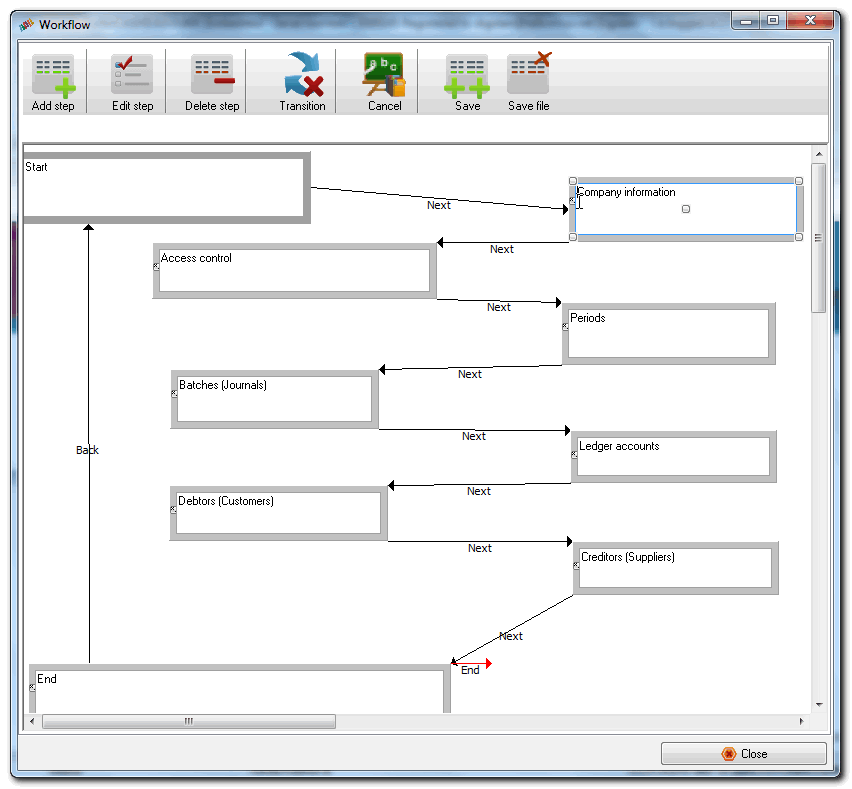 Workflow
Add step
Edit step
Delete step
Transition
Cancel
Save
Save file
Start
Next
Company information
Next
Access control
Next
Periods
Next
Batches (Journals)
Next
Ledger accounts
Back
Next
Debtors (Customers)
Next
Creditors (Suppliers)
Next
End
End
Close